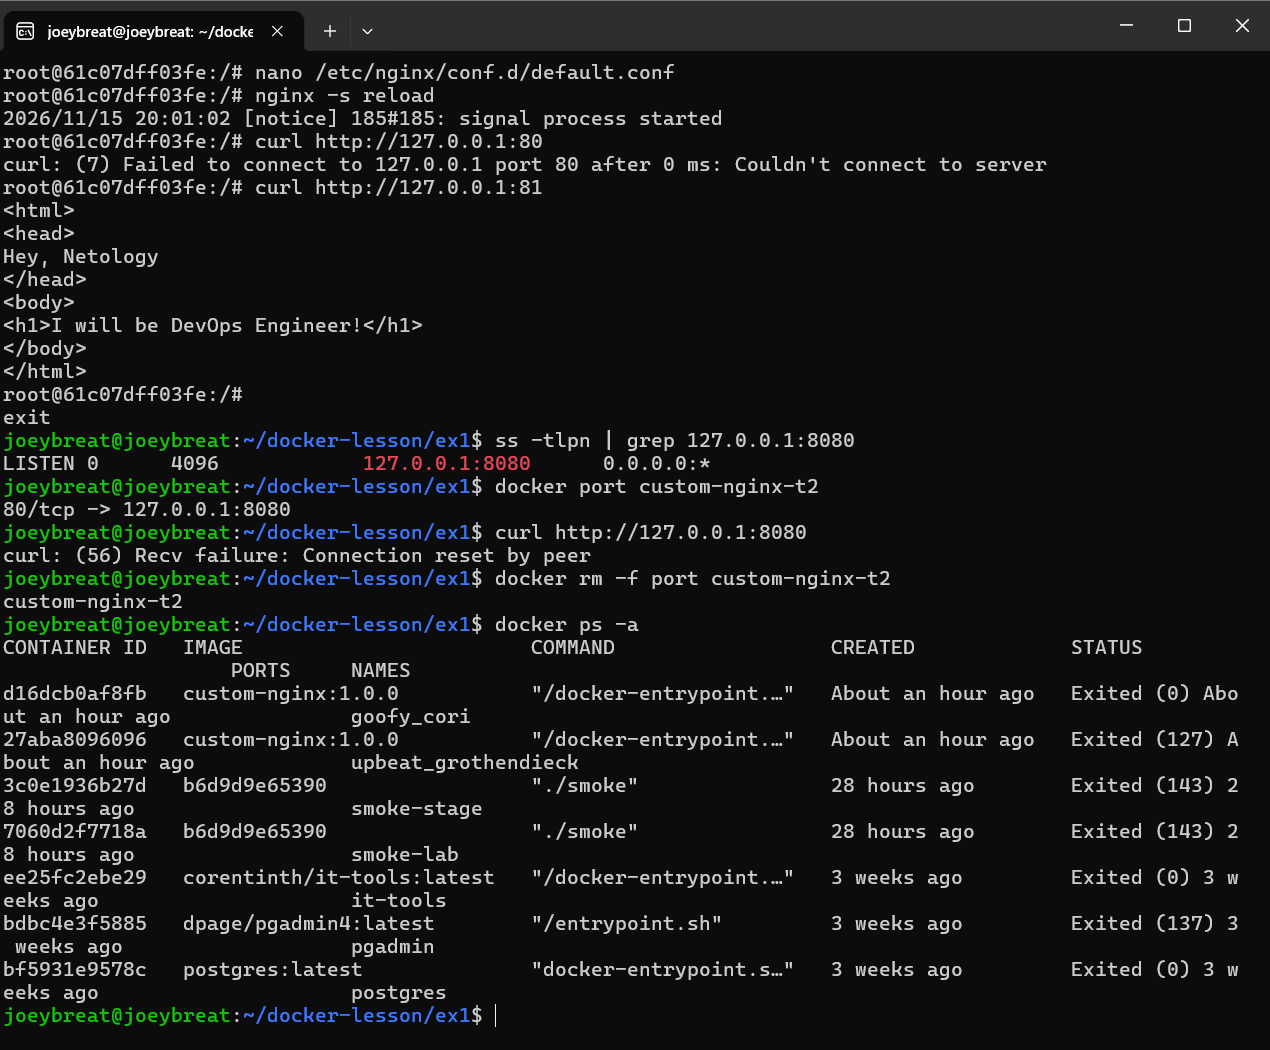 joeybreat@joeybreat: ~/docke
root@61c07dff03fe:/# nano /etc/nginx/conf.d/default.conf
root@61c07dff03fe:/# nginx -s reload
2026/11/15 20:01:02 [notice] 185#185: signal process started
root@61c07dff03fe:/# curl http://127.0.0.1:80
curl: (7) Failed to connect to 127.0.0.1 port 80 after 0 ms: Couldn't connect to server
root@61c07dff03fe:/# curl http://127.0.0.1:81
<html>
<head>
Hey, Netology
</head>
<body>
<h1>I will be DevOps Engineer!</h1>
</body>
</html>
root@61c07dff03fe:/#
exit
joeybreat@joeybreat:~/docker-lesson/ex1$ ss -tlpn | grep 127.0.0.1:8080
LISTEN 0      4096            127.0.0.1:8080      0.0.0.0:*
joeybreat@joeybreat:~/docker-lesson/ex1$ docker port custom-nginx-t2
80/tcp -> 127.0.0.1:8080
joeybreat@joeybreat:~/docker-lesson/ex1$ curl http://127.0.0.1:8080
curl: (56) Recv failure: Connection reset by peer
joeybreat@joeybreat:~/docker-lesson/ex1$ docker rm -f port custom-nginx-t2
custom-nginx-t2
joeybreat@joeybreat:~/docker-lesson/ex1$ docker ps -a
CONTAINER ID   IMAGE                        COMMAND                  CREATED             STATUS
                   PORTS     NAMES
d16dcb0af8fb   custom-nginx:1.0.0           "/docker-entrypoint.…"   About an hour ago   Exited (0) Abo
ut an hour ago               goofy_cori
27aba8096096   custom-nginx:1.0.0           "/docker-entrypoint.…"   About an hour ago   Exited (127) A
bout an hour ago             upbeat_grothendieck
3c0e1936b27d   b6d9d9e65390                 "./smoke"                28 hours ago        Exited (143) 2
8 hours ago                  smoke-stage
7060d2f7718a   b6d9d9e65390                 "./smoke"                28 hours ago        Exited (143) 2
8 hours ago                  smoke-lab
ee25fc2ebe29   corentinth/it-tools:latest   "/docker-entrypoint.…"   3 weeks ago         Exited (0) 3 w
eeks ago                     it-tools
bdbc4e3f5885   dpage/pgadmin4:latest        "/entrypoint.sh"         3 weeks ago         Exited (137) 3
 weeks ago                   pgadmin
bf5931e9578c   postgres:latest              "docker-entrypoint.s…"   3 weeks ago         Exited (0) 3 w
eeks ago                     postgres
joeybreat@joeybreat:~/docker-lesson/ex1$